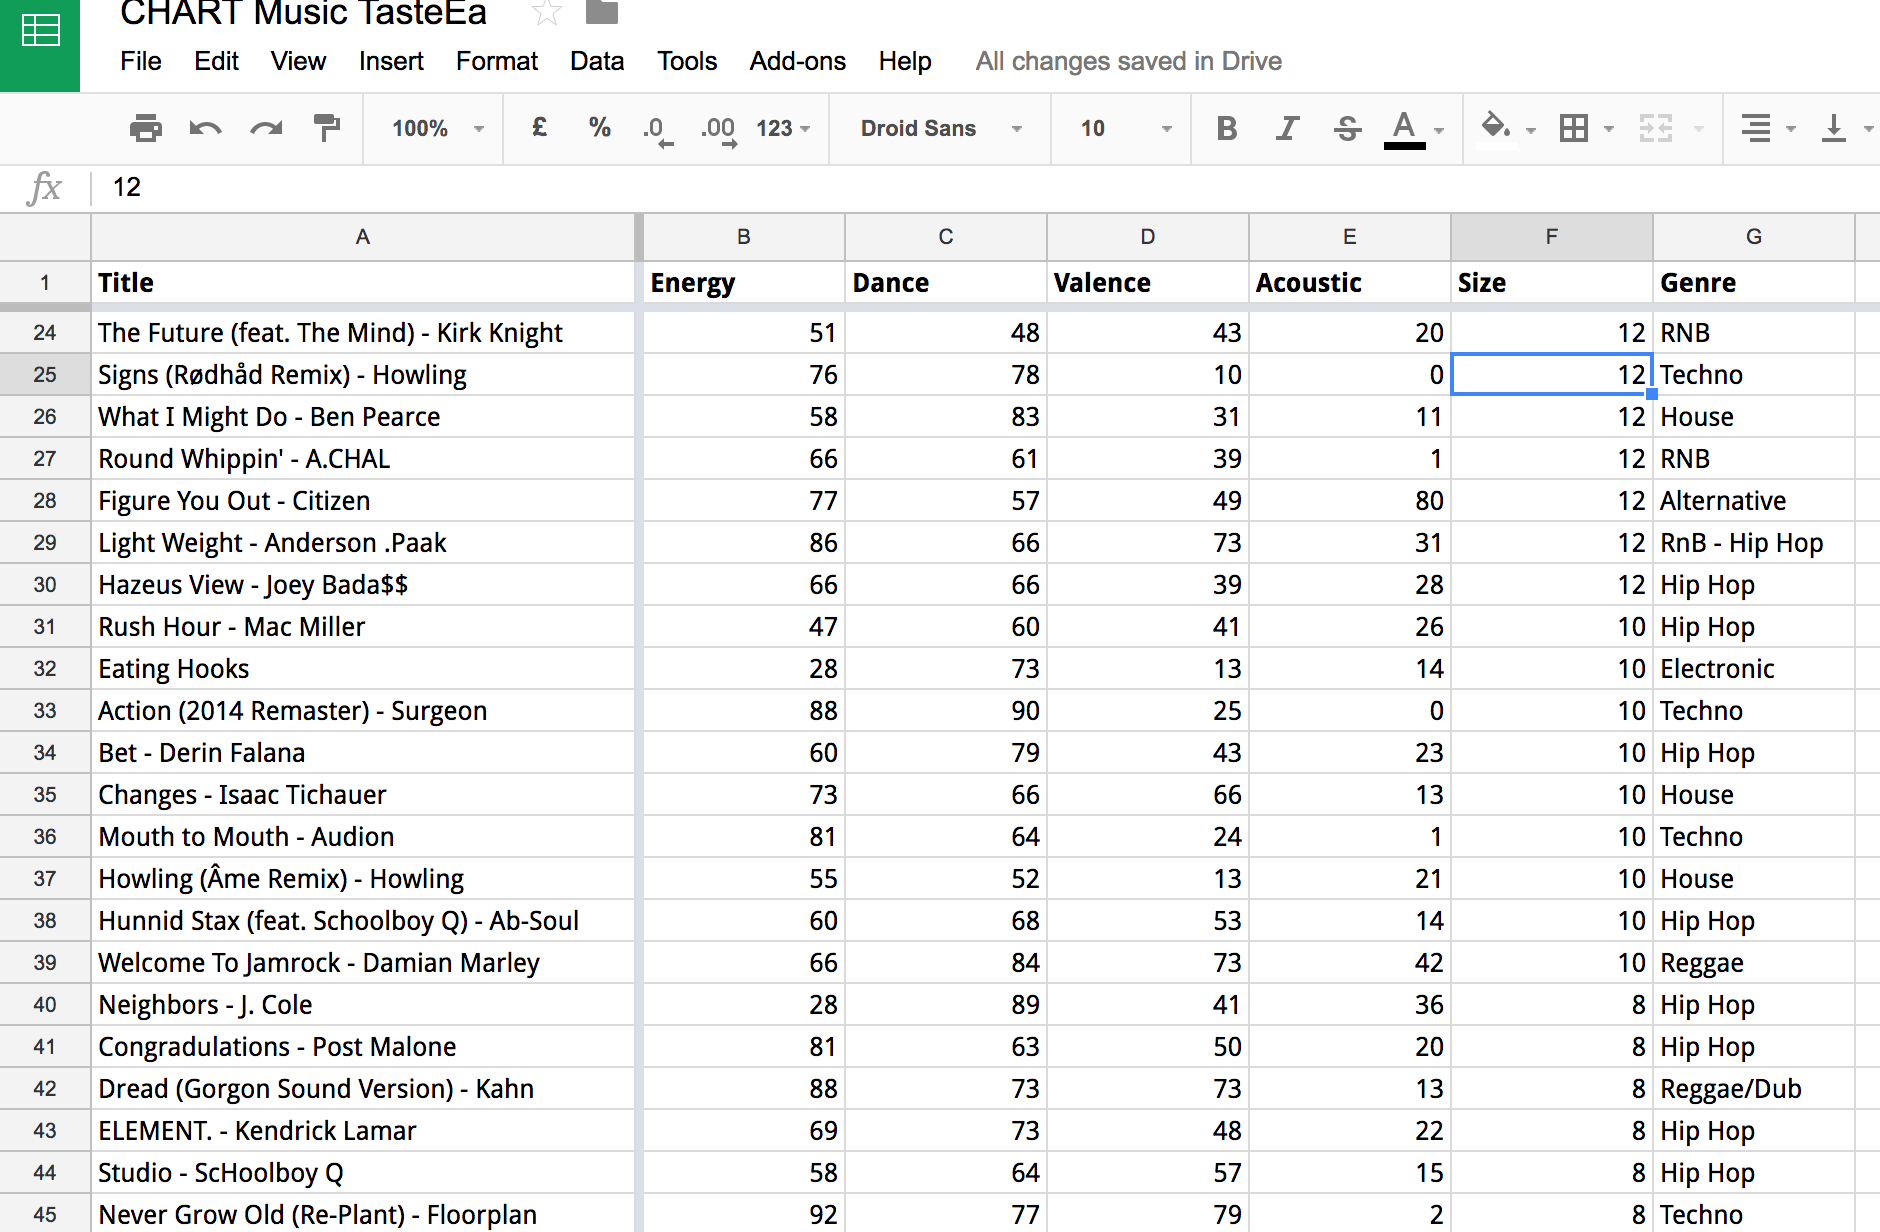 CHART Music TasteEa
File Edit View Insert Format Data Tools Add-ons Help All changes saved in Drive
100% £ % .0 .00 123 Droid Sans 10 B I S A
fx 12
A B C D E F G
1 Title Energy Dance Valence Acoustic Size Genre
24 The Future (feat. The Mind) - Kirk Knight 51 48 43 20 12 RNB
25 Signs (Rødhåd Remix) - Howling 76 78 10 0 12 Techno
26 What I Might Do - Ben Pearce 58 83 31 11 12 House
27 Round Whippin' - A.CHAL 66 61 39 1 12 RNB
28 Figure You Out - Citizen 77 57 49 80 12 Alternative
29 Light Weight - Anderson .Paak 86 66 73 31 12 RnB - Hip Hop
30 Hazeus View - Joey Bada$$ 66 66 39 28 12 Hip Hop
31 Rush Hour - Mac Miller 47 60 41 26 10 Hip Hop
32 Eating Hooks 28 73 13 14 10 Electronic
33 Action (2014 Remaster) - Surgeon 88 90 25 0 10 Techno
34 Bet - Derin Falana 60 79 43 23 10 Hip Hop
35 Changes - Isaac Tichauer 73 66 66 13 10 House
36 Mouth to Mouth - Audion 81 64 24 1 10 Techno
37 Howling (Âme Remix) - Howling 55 52 13 21 10 House
38 Hunnid Stax (feat. Schoolboy Q) - Ab-Soul 60 68 53 14 10 Hip Hop
39 Welcome To Jamrock - Damian Marley 66 84 73 42 10 Reggae
40 Neighbors - J. Cole 28 89 41 36 8 Hip Hop
41 Congradulations - Post Malone 81 63 50 20 8 Hip Hop
42 Dread (Gorgon Sound Version) - Kahn 88 73 73 13 8 Reggae/Dub
43 ELEMENT. - Kendrick Lamar 69 73 48 22 8 Hip Hop
44 Studio - ScHoolboy Q 58 64 57 15 8 Hip Hop
45 Never Grow Old (Re-Plant) - Floorplan 92 77 79 2 8 Techno